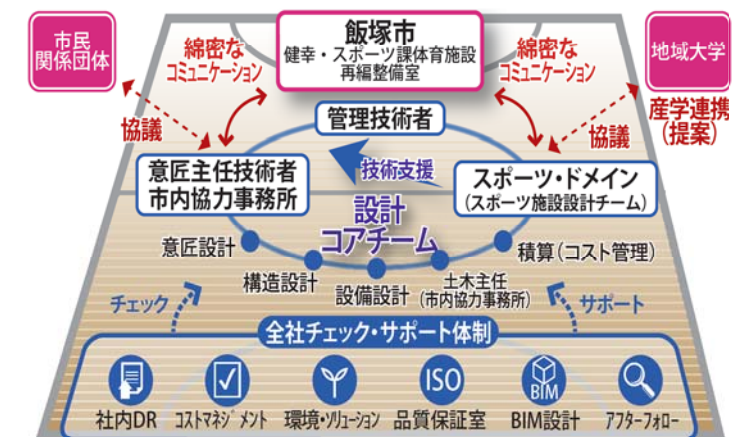 市民
関係団体
綿密な
コミュニケーション
飯塚市
健幸・スポーツ課体育施設
再編整備室
綿密な
コミュニケーション
地域大学
産学連携
(提案)
協議
協議
管理技術者
意匠主任技術者
市内協力事務所
技術支援
スポーツ・ドメイン
(スポーツ施設設計チーム)
設計
コアチーム
意匠設計
構造設計
設備設計
土木主任
(市内協力事務所)
積算(コスト管理)
チェック
サポート
全社チェック・サポート体制
ISO
BIM
社内DR
コストマネジメント
環境・ソリューション
品質保証室
BIM設計
アフターフォロー